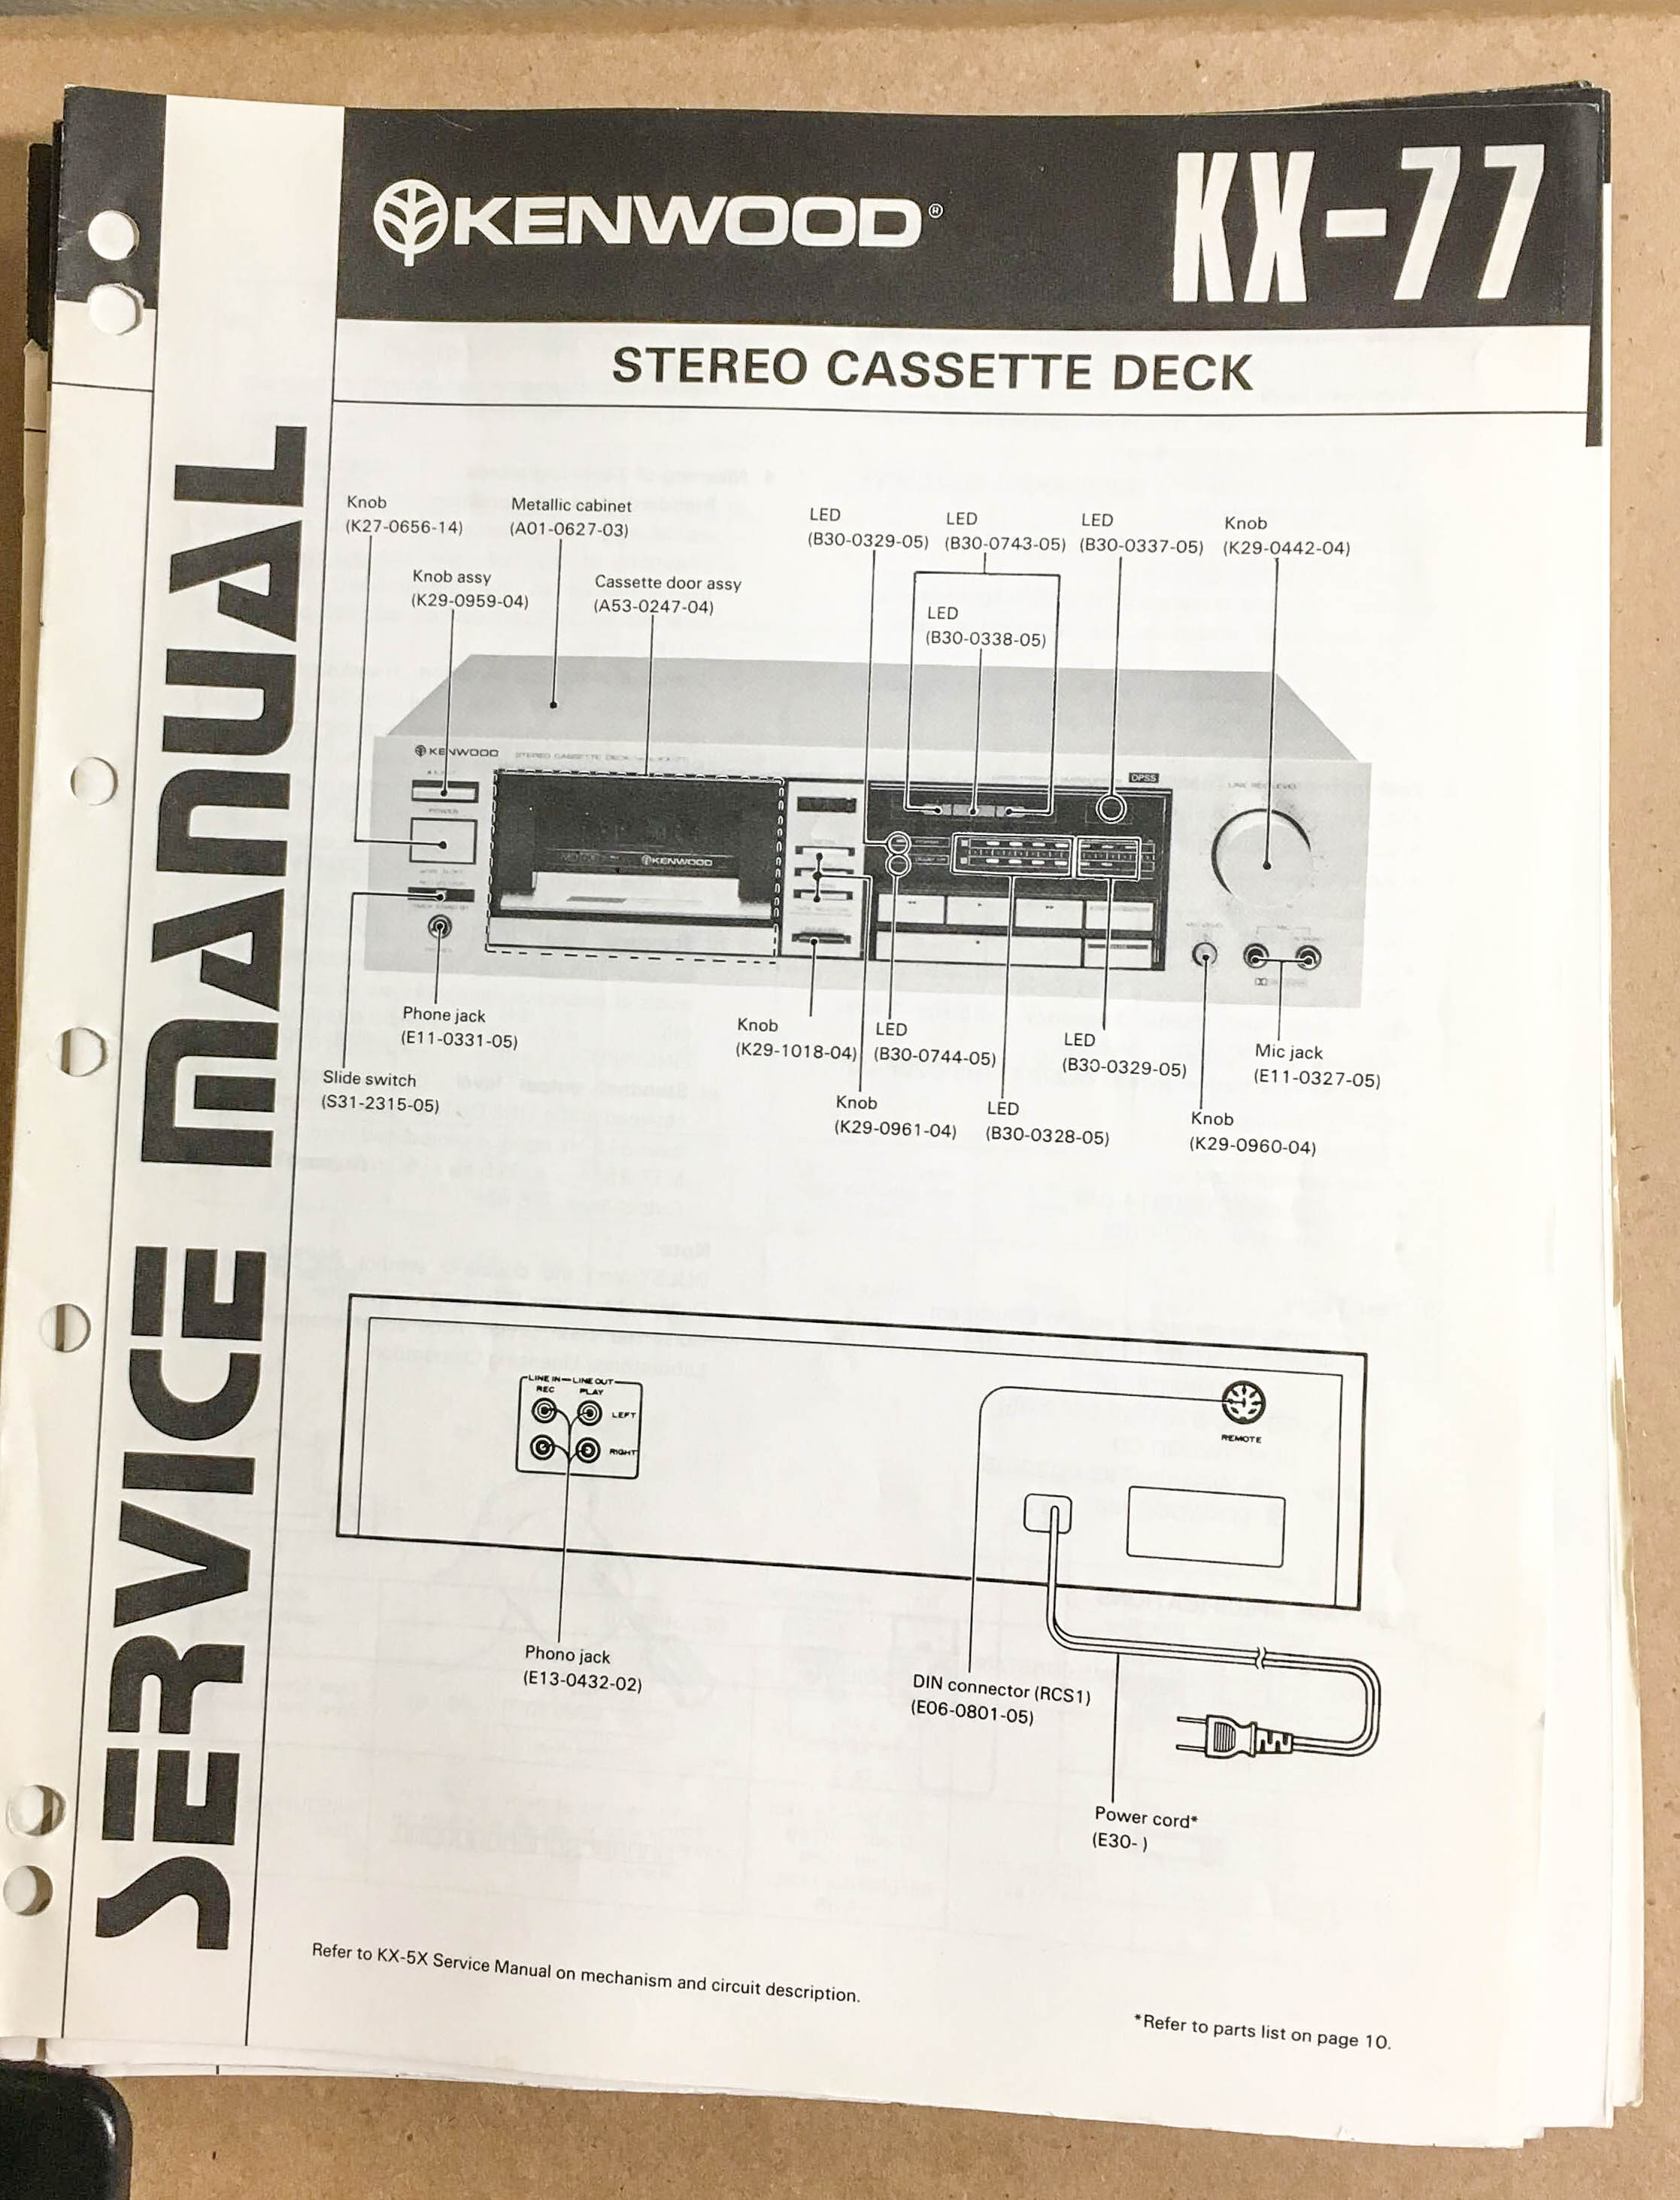 KENWOOD®
KX-77
STEREO CASSETTE DECK
SERVICE MANUAL
Knob
(K27-0656-14)
Metallic cabinet
(A01-0627-03)
Knob assy
(K29-0959-04)
Cassette door assy
(A53-0247-04)
LED
(B30-0329-05)
LED
(B30-0743-05)
LED
(B30-0337-05)
Knob
(K29-0442-04)
LED
(B30-0338-05)
KENWOOD
STEREO CASSETTE DECK
DPSS
POWER
KENWOOD
Phone jack
(E11-0331-05)
Slide switch
(S31-2315-05)
Knob
(K29-1018-04)
LED
(B30-0744-05)
Knob
(K29-0961-04)
LED
(B30-0328-05)
LED
(B30-0329-05)
Knob
(K29-0960-04)
Mic jack
(E11-0327-05)
LINE IN LINE OUT
REC PLAY
LEFT
RIGHT
REMOTE
Phono jack
(E13-0432-02)
DIN connector (RCS1)
(E06-0801-05)
Power cord*
(E30- )
Refer to KX-5X Service Manual on mechanism and circuit description.
*Refer to parts list on page 10.